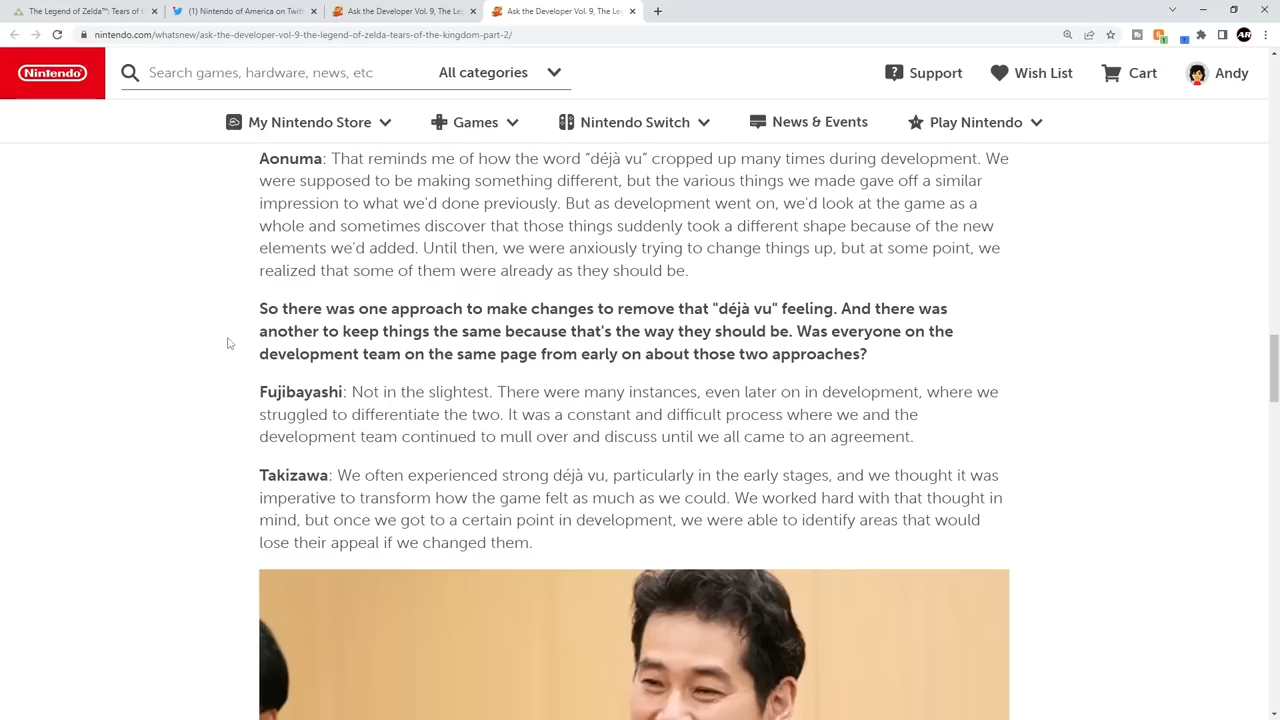 The Legend of Zelda™: Tears of t
(1) Nintendo of America on Twitt
Ask the Developer Vol. 9, The Leg
Ask the Developer Vol. 9, The Leg
nintendo.com/whatsnew/ask-the-developer-vol-9-the-legend-of-zelda-tears-of-the-kingdom-part-2/
Nintendo
Search games, hardware, news, etc
All categories
Support
Wish List
Cart
Andy
My Nintendo Store
Games
Nintendo Switch
News & Events
Play Nintendo
Aonuma: That reminds me of how the word “déjà vu” cropped up many times during development. We
were supposed to be making something different, but the various things we made gave off a similar
impression to what we'd done previously. But as development went on, we'd look at the game as a
whole and sometimes discover that those things suddenly took a different shape because of the new
elements we'd added. Until then, we were anxiously trying to change things up, but at some point, we
realized that some of them were already as they should be.
So there was one approach to make changes to remove that "déjà vu" feeling. And there was
another to keep things the same because that's the way they should be. Was everyone on the
development team on the same page from early on about those two approaches?
Fujibayashi: Not in the slightest. There were many instances, even later on in development, where we
struggled to differentiate the two. It was a constant and difficult process where we and the
development team continued to mull over and discuss until we all came to an agreement.
Takizawa: We often experienced strong déjà vu, particularly in the early stages, and we thought it was
imperative to transform how the game felt as much as we could. We worked hard with that thought in
mind, but once we got to a certain point in development, we were able to identify areas that would
lose their appeal if we changed them.